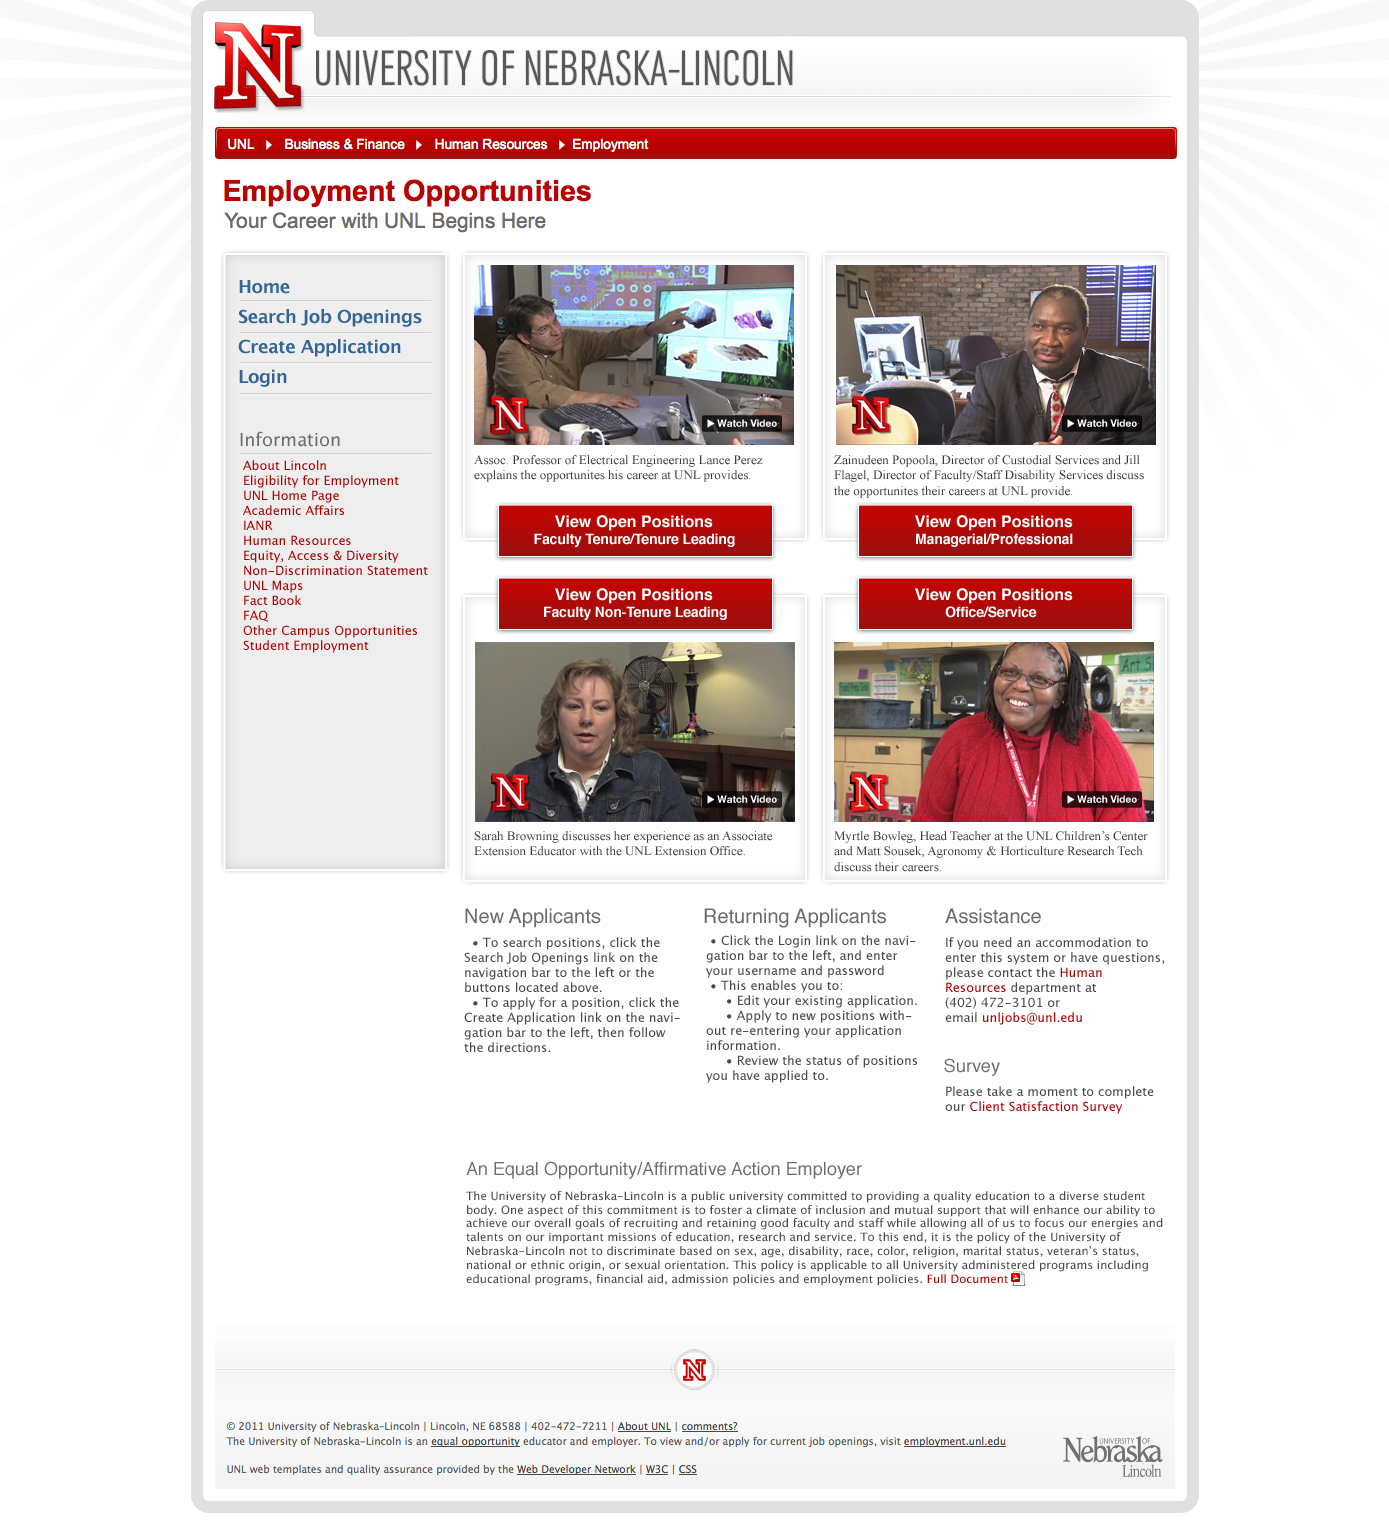 N
UNIVERSITY OF NEBRASKA–LINCOLN
UNL
Business & Finance
Human Resources
Employment
Employment Opportunities
Your Career with UNL Begins Here
Home
Search Job Openings
Create Application
Login
Information
About Lincoln
Eligibility for Employment
UNL Home Page
Academic Affairs
IANR
Human Resources
Equity, Access & Diversity
Non-Discrimination Statement
UNL Maps
Fact Book
FAQ
Other Campus Opportunities
Student Employment
N
Watch Video
Assoc. Professor of Electrical Engineering Lance Perez
explains the opportunites his career at UNL provides.
View Open Positions
Faculty Tenure/Tenure Leading
N
Watch Video
Zainudeen Popoola, Director of Custodial Services and Jill
Flagel, Director of Faculty/Staff Disability Services discuss
the opportunites their careers at UNL provide.
View Open Positions
Managerial/Professional
View Open Positions
Faculty Non-Tenure Leading
N
Watch Video
Sarah Browning discusses her experience as an Associate
Extension Educator with the UNL Extension Office.
View Open Positions
Office/Service
N
Watch Video
Myrtle Bowleg, Head Teacher at the UNL Children's Center
and Matt Sousek, Agronomy & Horticulture Research Tech
discuss their careers.
New Applicants
• To search positions, click the
Search Job Openings link on the
navigation bar to the left or the
buttons located above.
• To apply for a position, click the
Create Application link on the navi-
gation bar to the left, then follow
the directions.
Returning Applicants
• Click the Login link on the navi-
gation bar to the left, and enter
your username and password
• This enables you to:
• Edit your existing application.
• Apply to new positions with-
out re-entering your application
information.
• Review the status of positions
you have applied to.
Assistance
If you need an accommodation to
enter this system or have questions,
please contact the Human
Resources department at
(402) 472-3101 or
email unljobs@unl.edu
Survey
Please take a moment to complete
our Client Satisfaction Survey
An Equal Opportunity/Affirmative Action Employer
The University of Nebraska-Lincoln is a public university committed to providing a quality education to a diverse student
body. One aspect of this commitment is to foster a climate of inclusion and mutual support that will enhance our ability to
achieve our overall goals of recruiting and retaining good faculty and staff while allowing all of us to focus our energies and
talents on our important missions of education, research and service. To this end, it is the policy of the University of
Nebraska-Lincoln not to discriminate based on sex, age, disability, race, color, religion, marital status, veteran's status,
national or ethnic origin, or sexual orientation. This policy is applicable to all University administered programs including
educational programs, financial aid, admission policies and employment policies. Full Document
N
© 2011 University of Nebraska-Lincoln | Lincoln, NE 68588 | 402-472-7211 | About UNL | comments?
The University of Nebraska-Lincoln is an equal opportunity educator and employer. To view and/or apply for current job openings, visit employment.unl.edu
UNL web templates and quality assurance provided by the Web Developer Network | W3C | CSS
UNIVERSITY OF
Nebraska
Lincoln